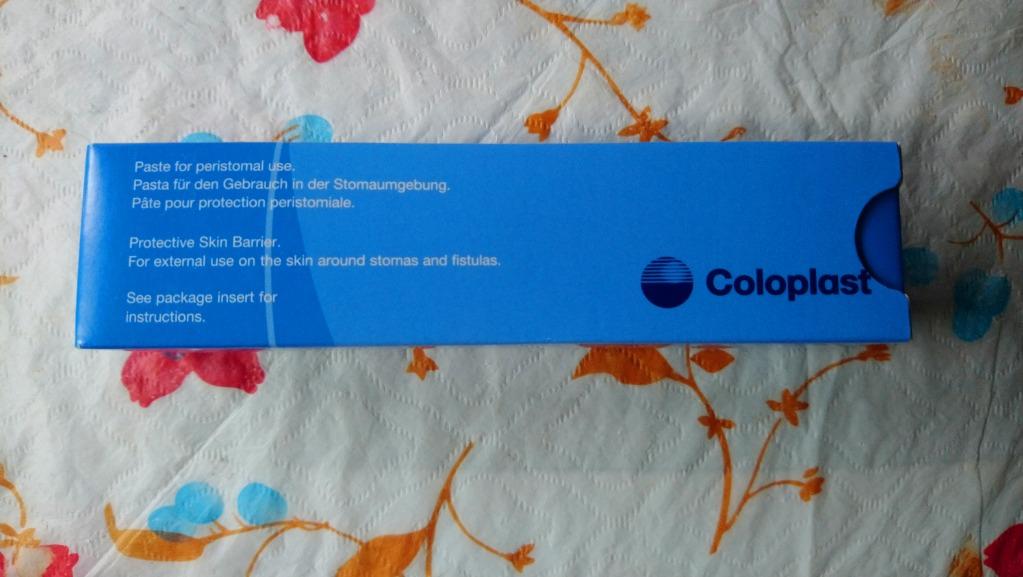 Paste for peristomal use.
Pasta für den Gebrauch in der Stomaumgebung.
Pâte pour protection peristomiale.
Protective Skin Barrier.
For external use on the skin around stomas and fistulas.
See package insert for
instructions.
Coloplast